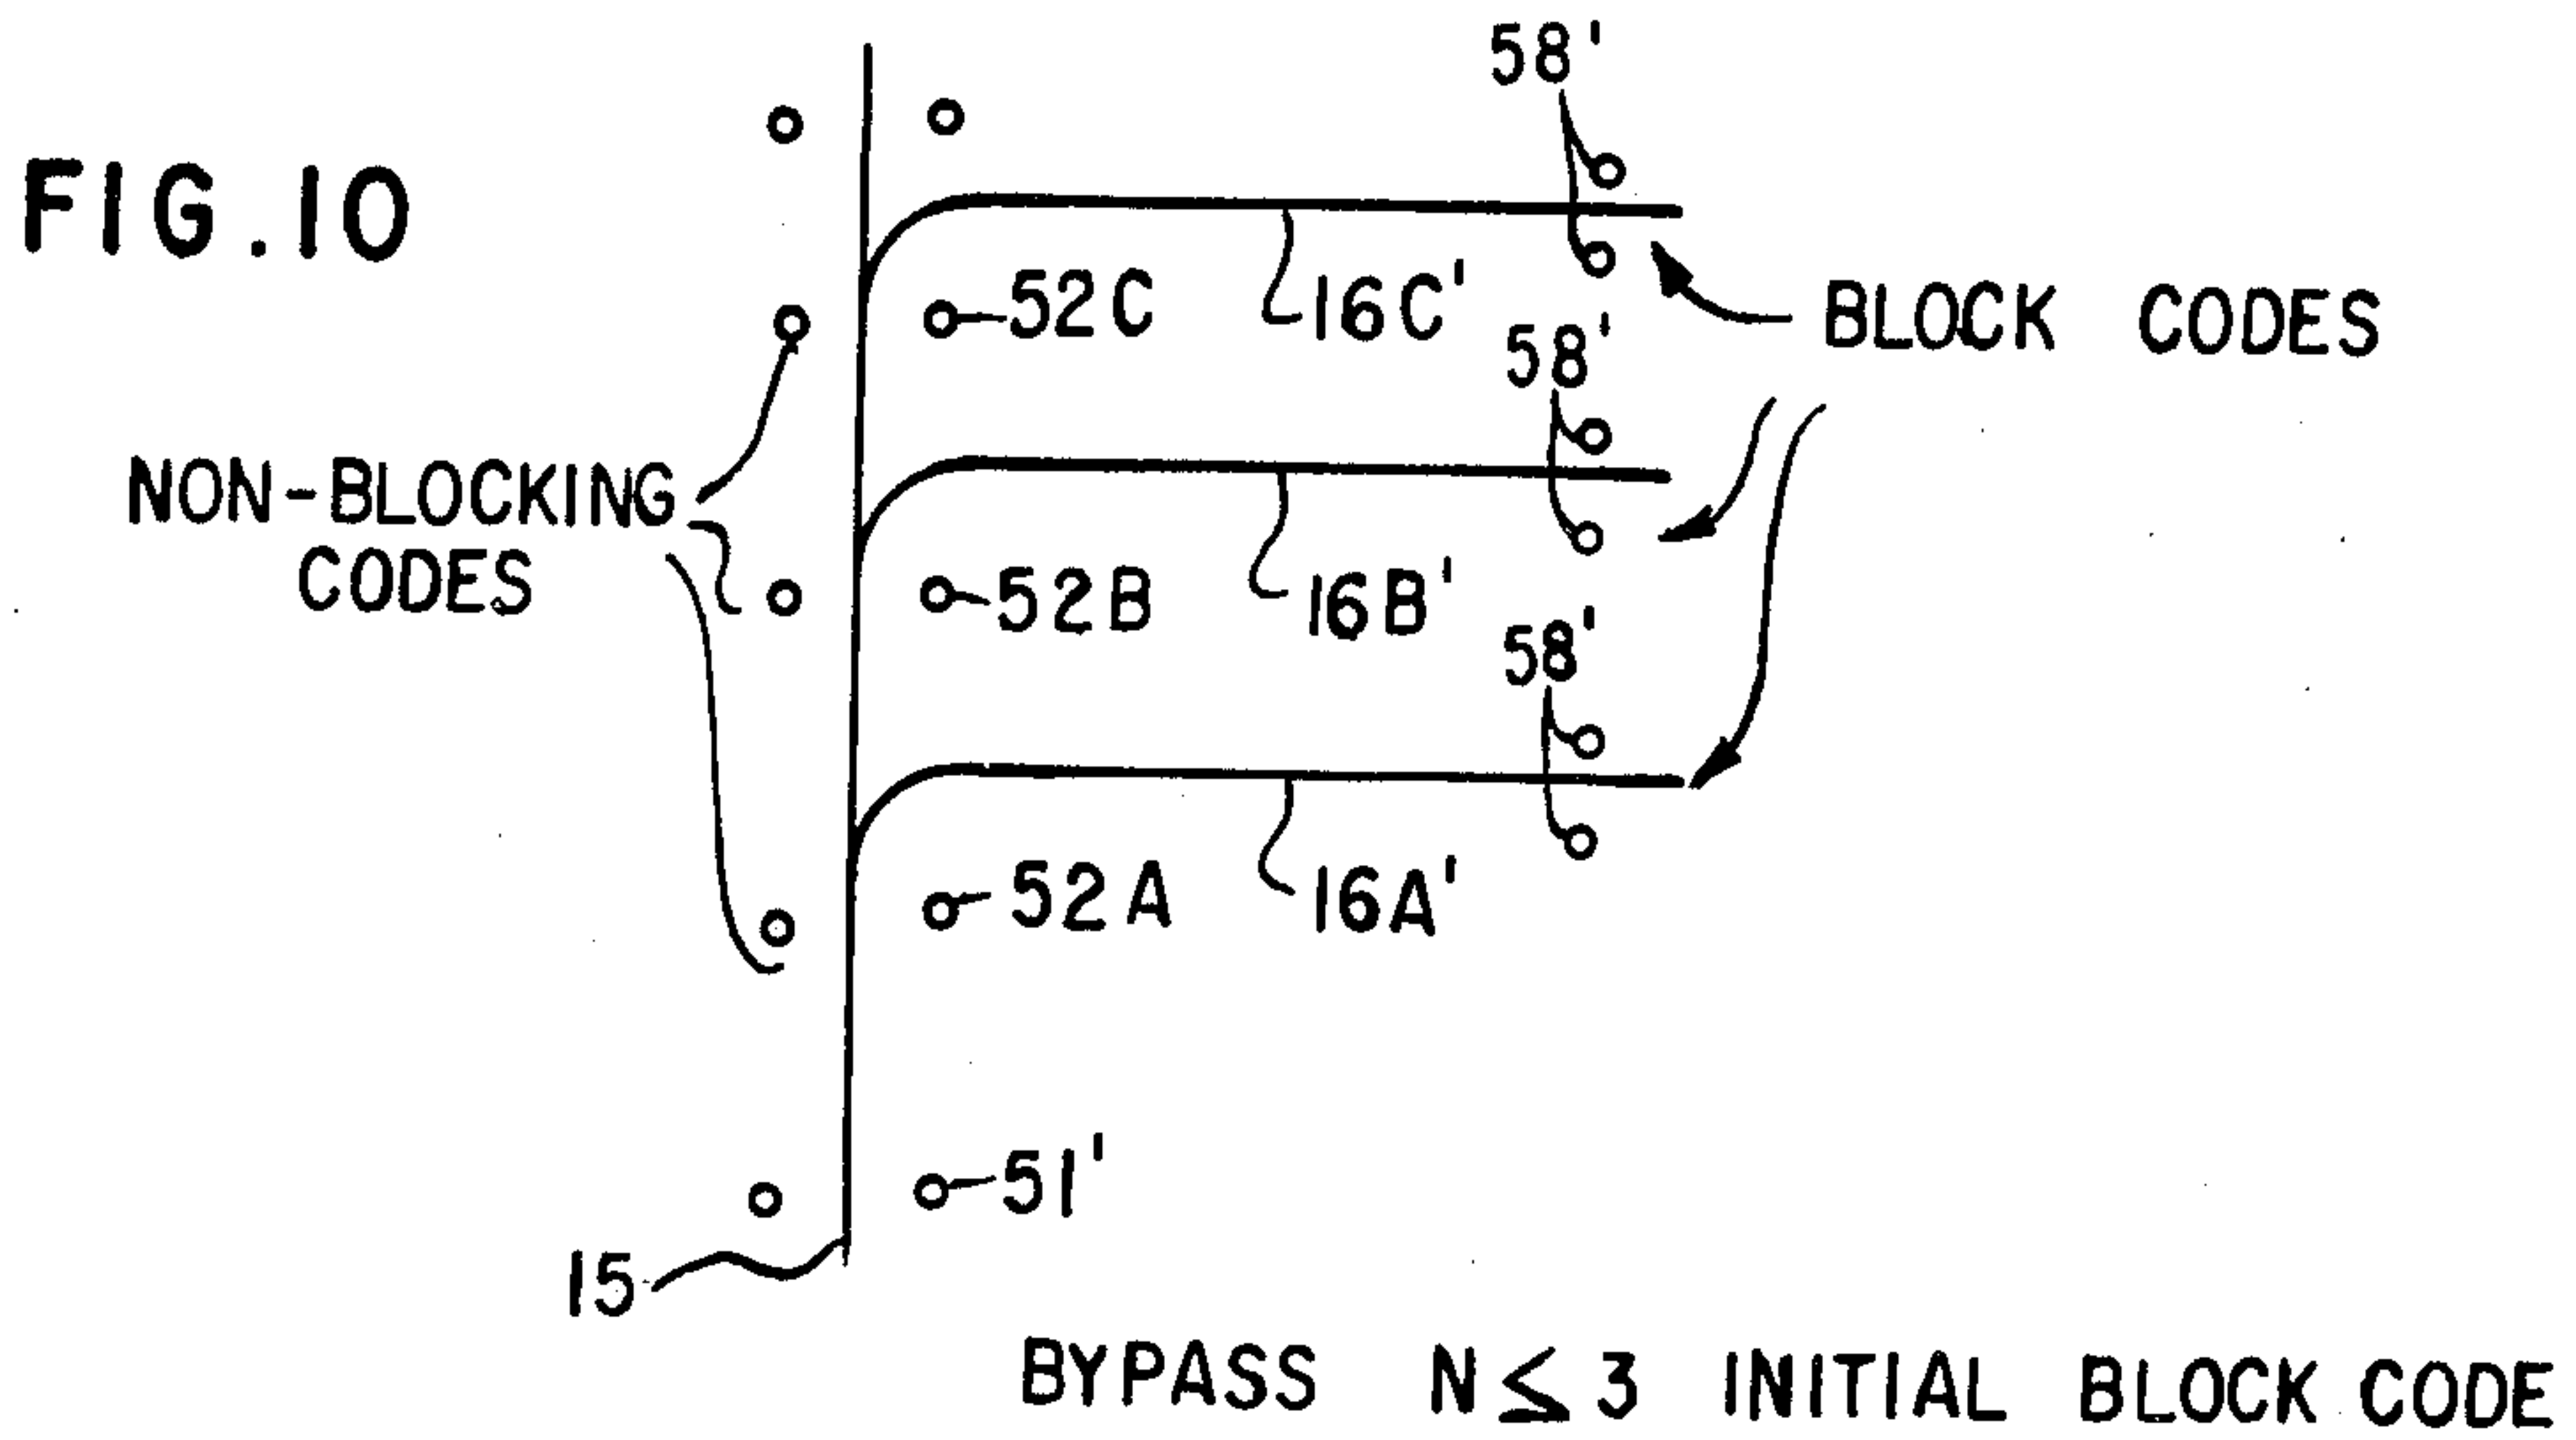 FIG.10
58'
52C
16C'
BLOCK CODES
58'
NON-BLOCKING
CODES
52B
16B'
58'
52A
16A'
51'
15
BYPASS N≤3 INITIAL BLOCK CODE